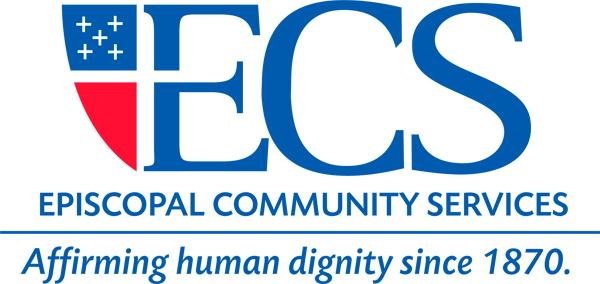 ECS
EPISCOPAL COMMUNITY SERVICES
Affirming human dignity since 1870.